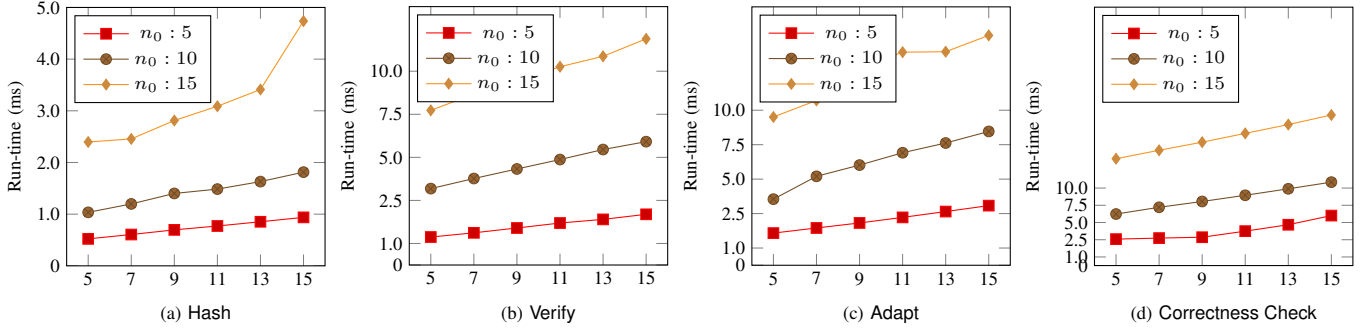 5.0
4.0
3.0
2.0
1.0
0
Run-time (ms)
n₀ : 5
n₀ : 10
n₀ : 15
5 7 9 11 13 15
(a) Hash
10.0
7.5
5.0
2.5
1.0
0
Run-time (ms)
n₀ : 5
n₀ : 10
n₀ : 15
5 7 9 11 13 15
(b) Verify
10.0
7.5
5.0
2.5
1.0
0
Run-time (ms)
n₀ : 5
n₀ : 10
n₀ : 15
5 7 9 11 13 15
(c) Adapt
10.0
7.5
5.0
2.5
1.0
0
Run-time (ms)
n₀ : 5
n₀ : 10
n₀ : 15
5 7 9 11 13 15
(d) Correctness Check